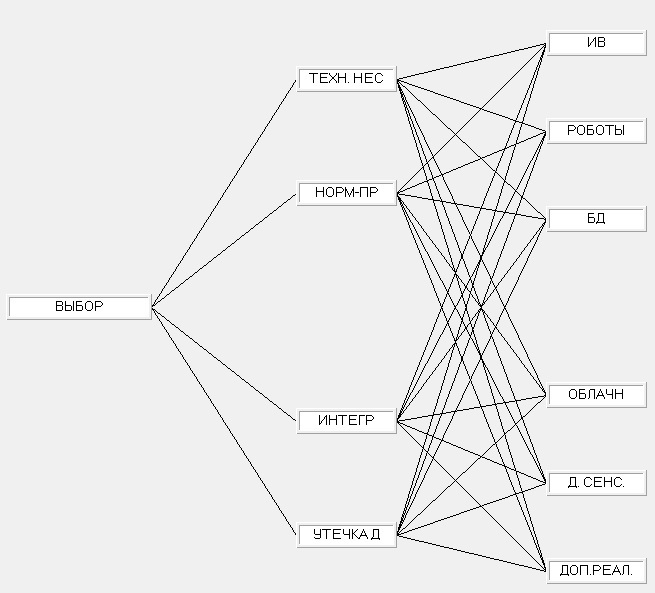 ВЫБОР
ТЕХН. НЕС
НОРМ-ПР
ИНТЕГР
УТЕЧКА Д
ИВ
РОБОТЫ
БД
ОБЛАЧН
Д. СЕНС.
ДОП.РЕАЛ.